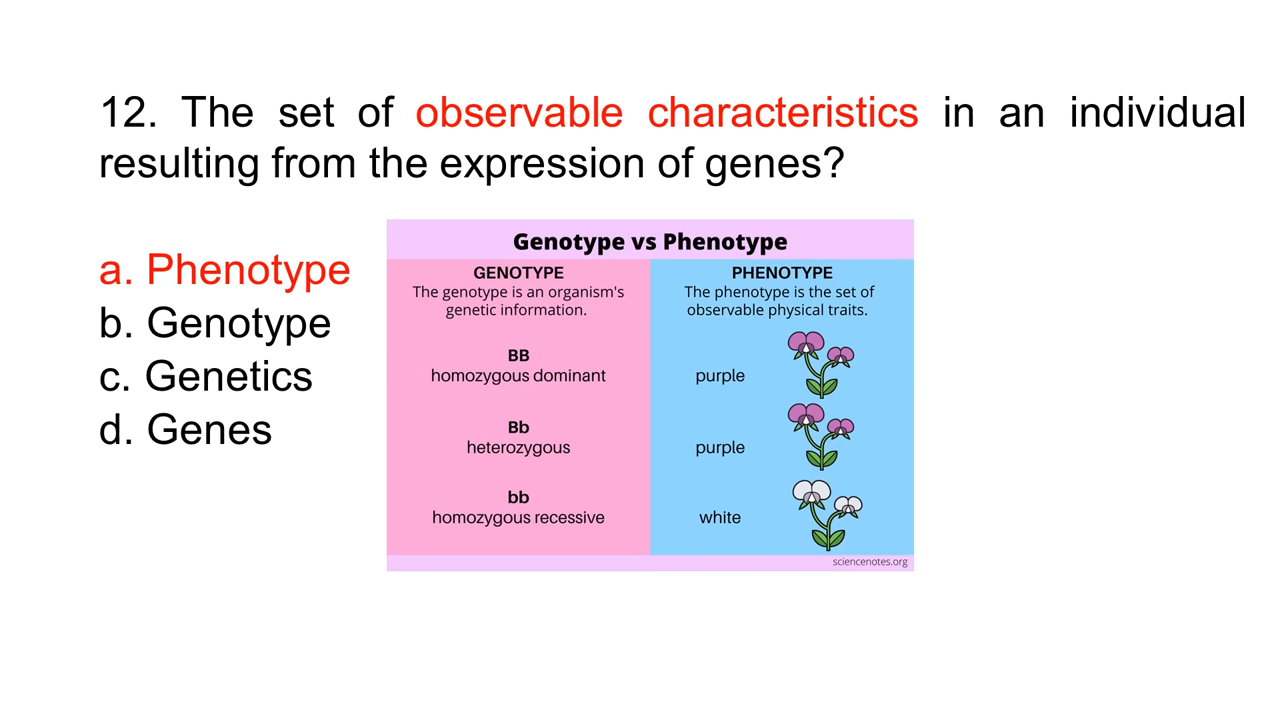 12. The set of observable characteristics in an individual
resulting from the expression of genes?
a. Phenotype
b. Genotype
c. Genetics
d. Genes
Genotype vs Phenotype
GENOTYPE
The genotype is an organism's
genetic information.
BB
homozygous dominant
Bb
heterozygous
bb
homozygous recessive
PHENOTYPE
The phenotype is the set of
observable physical traits.
purple
purple
white
sciencenotes.org